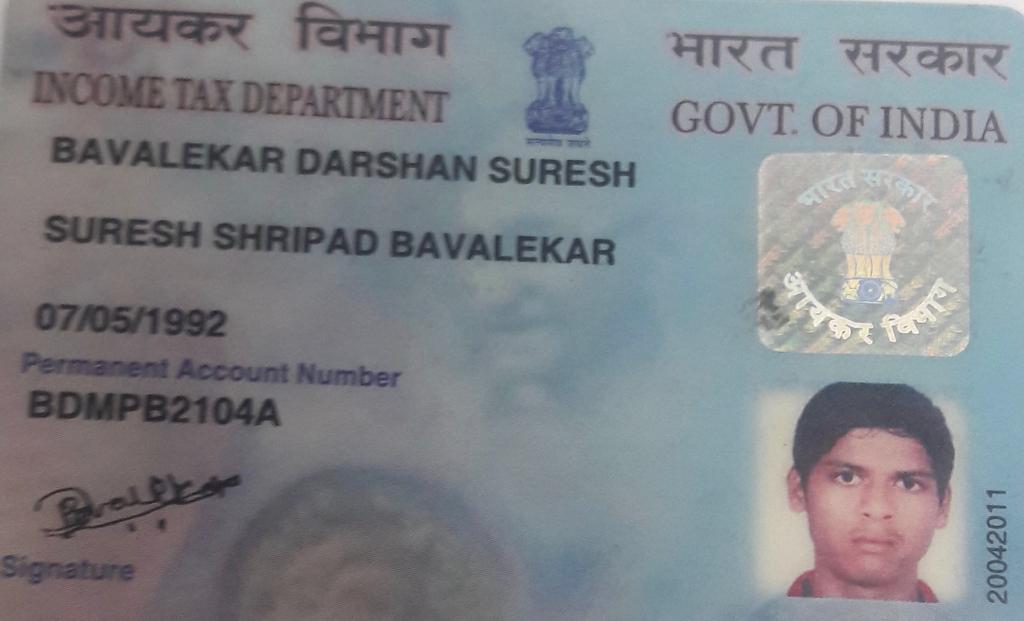 आयकर विभाग
INCOME TAX DEPARTMENT
भारत सरकार
GOVT. OF INDIA
BAVALEKAR DARSHAN SURESH
SURESH SHRIPAD BAVALEKAR
07/05/1992
Permanent Account Number
BDMPB2104A
Bavalekar
Signature
सत्यमेव जयते
भारत सरकार
आयकर विभाग
20042011